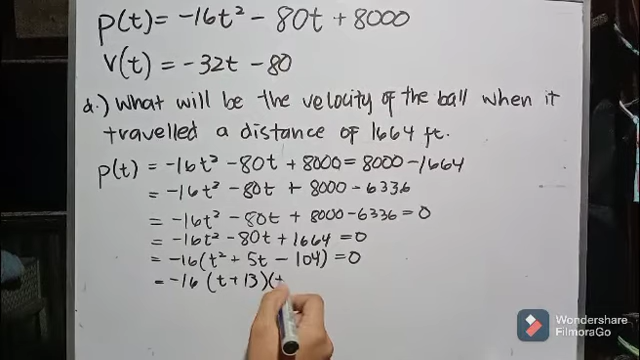 p(t) = -16t² - 80t + 8000
v(t) = -32t - 80
d.) What will be the velocity of the ball when it
travelled a distance of 1664 ft.
p(t) = -16t² - 80t + 8000 = 8000 - 1664
= -16t² - 80t + 8000 - 6336
= -16t² - 80t + 8000 - 6336 = 0
= -16t² - 80t + 1664 = 0
= -16(t² + 5t - 104) = 0
= -16 (t + 13)(t
Wondershare
FilmoraGo